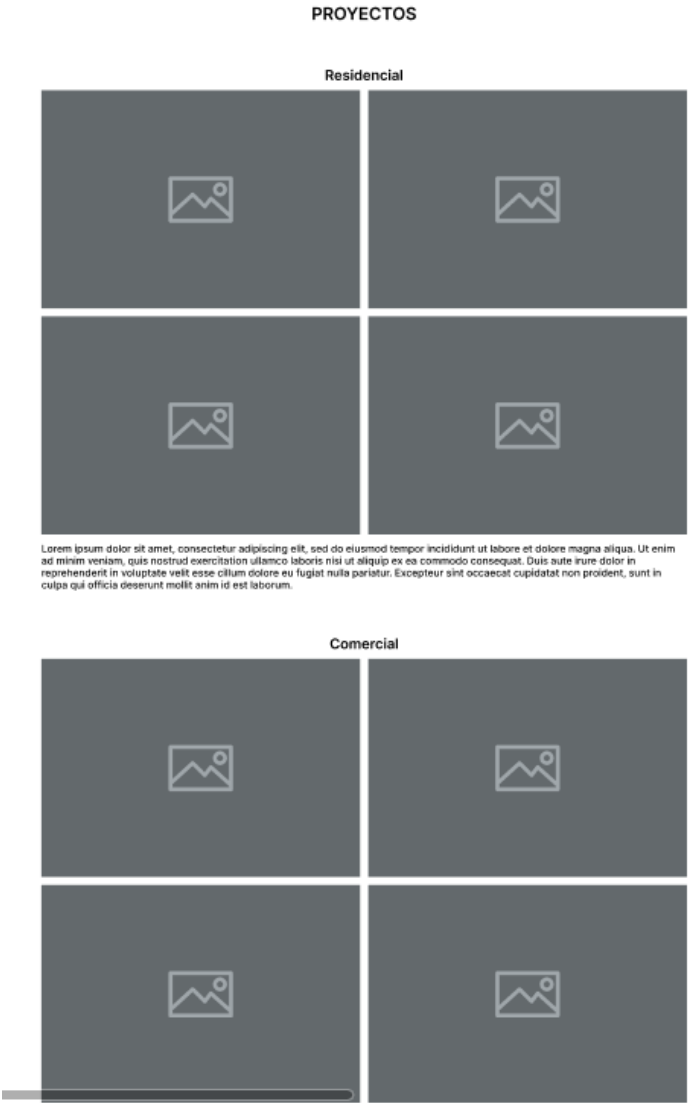 PROYECTOS
Residencial
Lorem ipsum dolor sit amet, consectetur adipiscing elit, sed do eiusmod tempor incididunt ut labore et dolore magna aliqua. Ut enim
ad minim veniam, quis nostrud exercitation ullamco laboris nisi ut aliquip ex ea commodo consequat. Duis aute irure dolor in
reprehenderit in voluptate velit esse cillum dolore eu fugiat nulla pariatur. Excepteur sint occaecat cupidatat non proident, sunt in
culpa qui officia deserunt mollit anim id est laborum.
Comercial